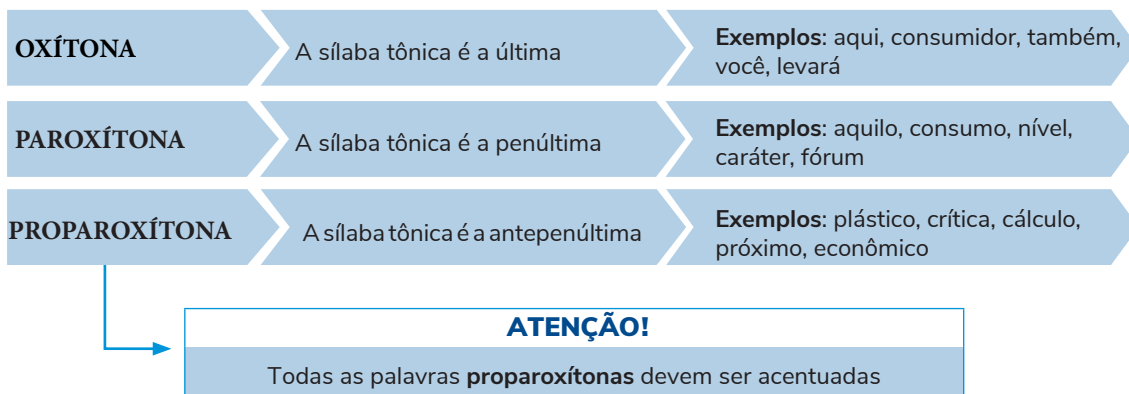 OXÍTONA
A sílaba tônica é a última
Exemplos: aqui, consumidor, também,
você, levará
PAROXÍTONA
A sílaba tônica é a penúltima
Exemplos: aquilo, consumo, nível,
caráter, fórum
PROPAROXÍTONA
A sílaba tônica é a antepenúltima
Exemplos: plástico, crítica, cálculo,
próximo, econômico
ATENÇÃO!
Todas as palavras proparoxítonas devem ser acentuadas